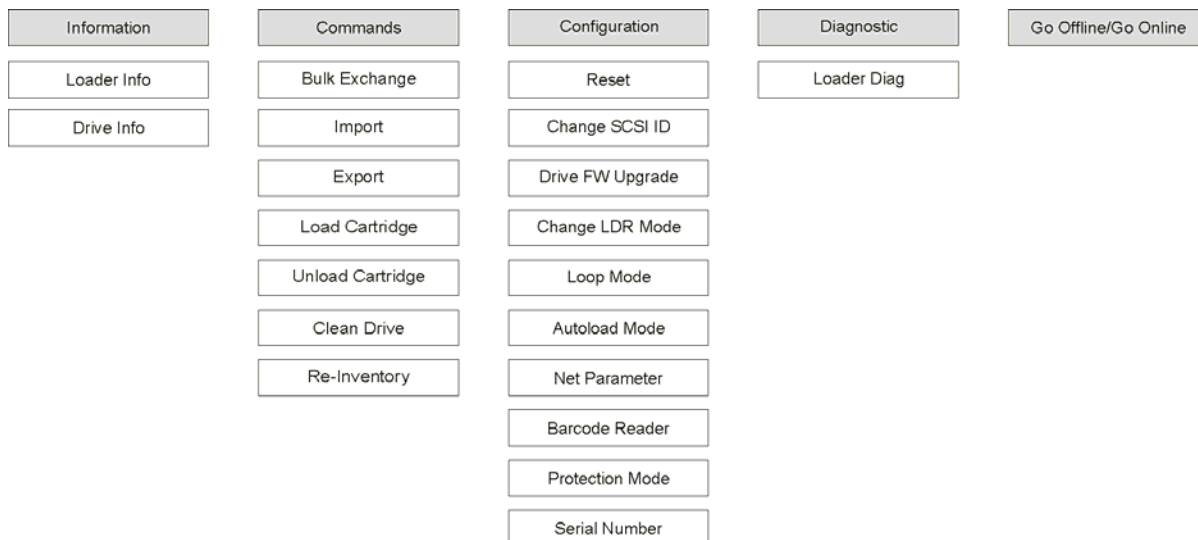 Information
Loader Info
Drive Info
Commands
Bulk Exchange
Import
Export
Load Cartridge
Unload Cartridge
Clean Drive
Re-Inventory
Configuration
Reset
Change SCSI ID
Drive FW Upgrade
Change LDR Mode
Loop Mode
Autoload Mode
Net Parameter
Barcode Reader
Protection Mode
Serial Number
Diagnostic
Loader Diag
Go Offline/Go Online